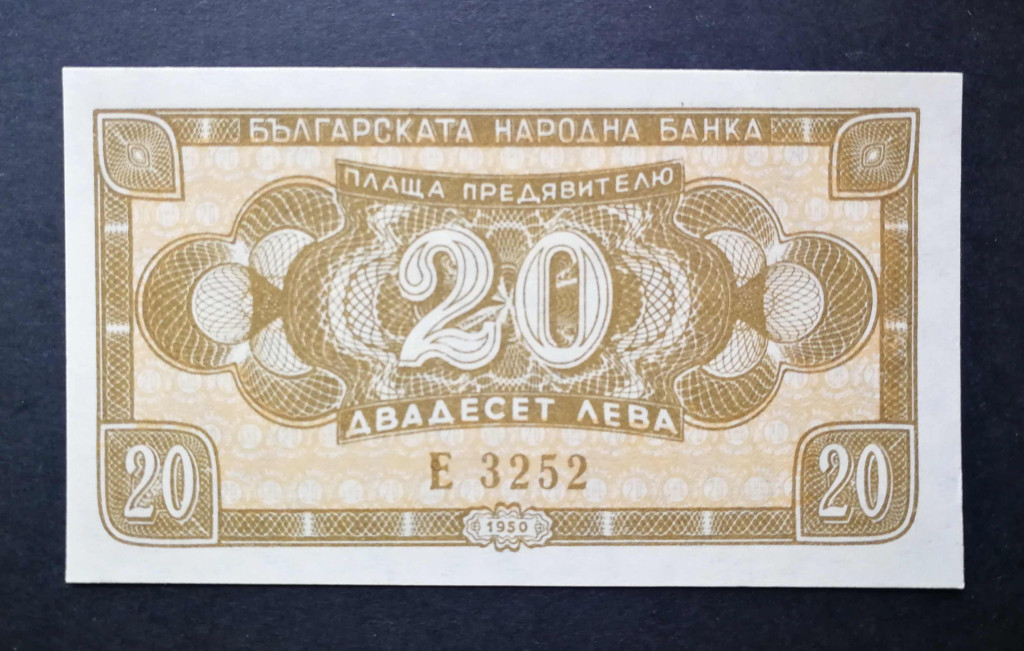 БЪЛГАРСКАТА НАРОДНА БАНКА
ПЛАЩА ПРЕДЯВИТЕЛЮ
20
ДВАДЕСЕТ ЛЕВА
Е 3252
20
1950
20